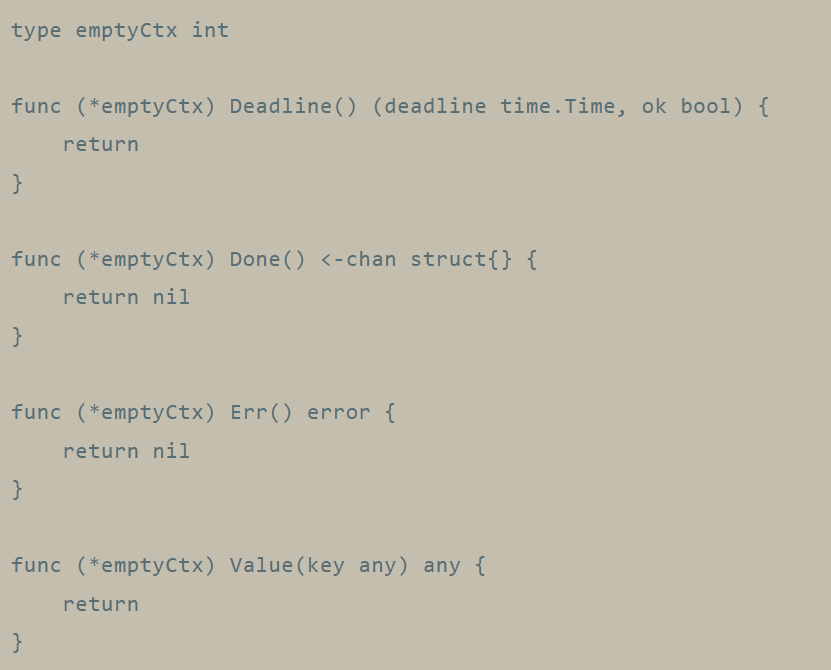 type emptyCtx int

func (*emptyCtx) Deadline() (deadline time.Time, ok bool) {
    return
}

func (*emptyCtx) Done() <-chan struct{} {
    return nil
}

func (*emptyCtx) Err() error {
    return nil
}

func (*emptyCtx) Value(key any) any {
    return
}